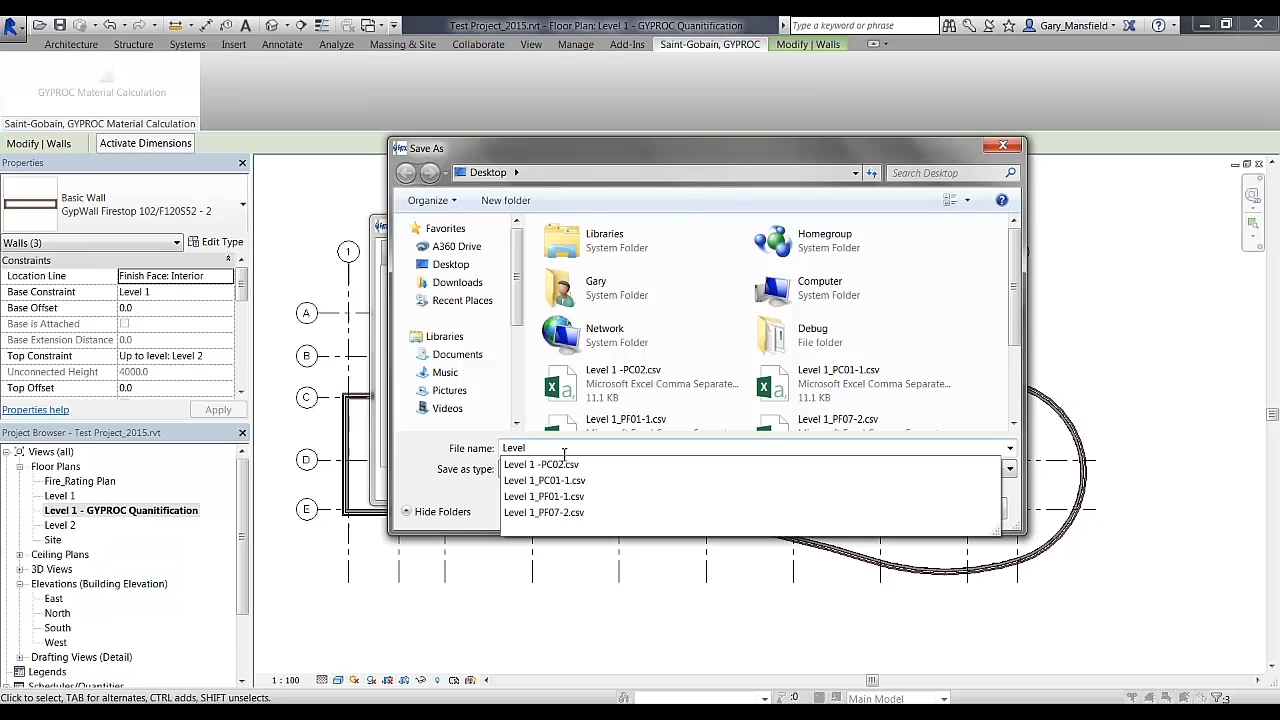 Test Project_2015.rvt - Floor Plan: Level 1 - GYPROC Quanitification
Type a keyword or phrase
Gary_Mansfield
Architecture Structure Systems Insert Annotate Analyze Massing & Site Collaborate View Manage Add-Ins Saint-Gobain, GYPROC Modify | Walls
GYPROC Material Calculation
Saint-Gobain, GYPROC Material Calculation
Modify | Walls Activate Dimensions
Properties
Basic Wall
GypWall Firestop 102/F120S52 - 2
Walls (3) Edit Type
Constraints
Location Line Finish Face: Interior
Base Constraint Level 1
Base Offset 0.0
Base is Attached
Base Extension Distance 0.0
Top Constraint Up to level: Level 2
Unconnected Height 4000.0
Top Offset 0.0
Properties help Apply
Project Browser - Test Project_2015.rvt
Views (all)
Floor Plans
Fire_Rating Plan
Level 1
Level 1 - GYPROC Quanitification
Level 2
Site
Ceiling Plans
3D Views
Elevations (Building Elevation)
East
North
South
West
Drafting Views (Detail)
Legends
Schedules/Quantities
1
A
B
C
D
E
Save As
Desktop
Search Desktop
Organize New folder
Favorites
A360 Drive
Desktop
Downloads
Recent Places
Libraries
Documents
Music
Pictures
Videos
Libraries
System Folder
Homegroup
System Folder
Gary
System Folder
Computer
System Folder
Network
System Folder
Debug
File folder
Level 1 -PC02.csv
Microsoft Excel Comma Separate...
11.1 KB
Level 1_PC01-1.csv
Microsoft Excel Comma Separate...
11.1 KB
Level 1_PF01-1.csv
Level 1_PF07-2.csv
File name: Level
Save as type:
Level 1 -PC02.csv
Level 1_PC01-1.csv
Level 1_PF01-1.csv
Level 1_PF07-2.csv
Hide Folders
1 : 100
Click to select, TAB for alternates, CTRL adds, SHIFT unselects.
:0
Main Model
:3